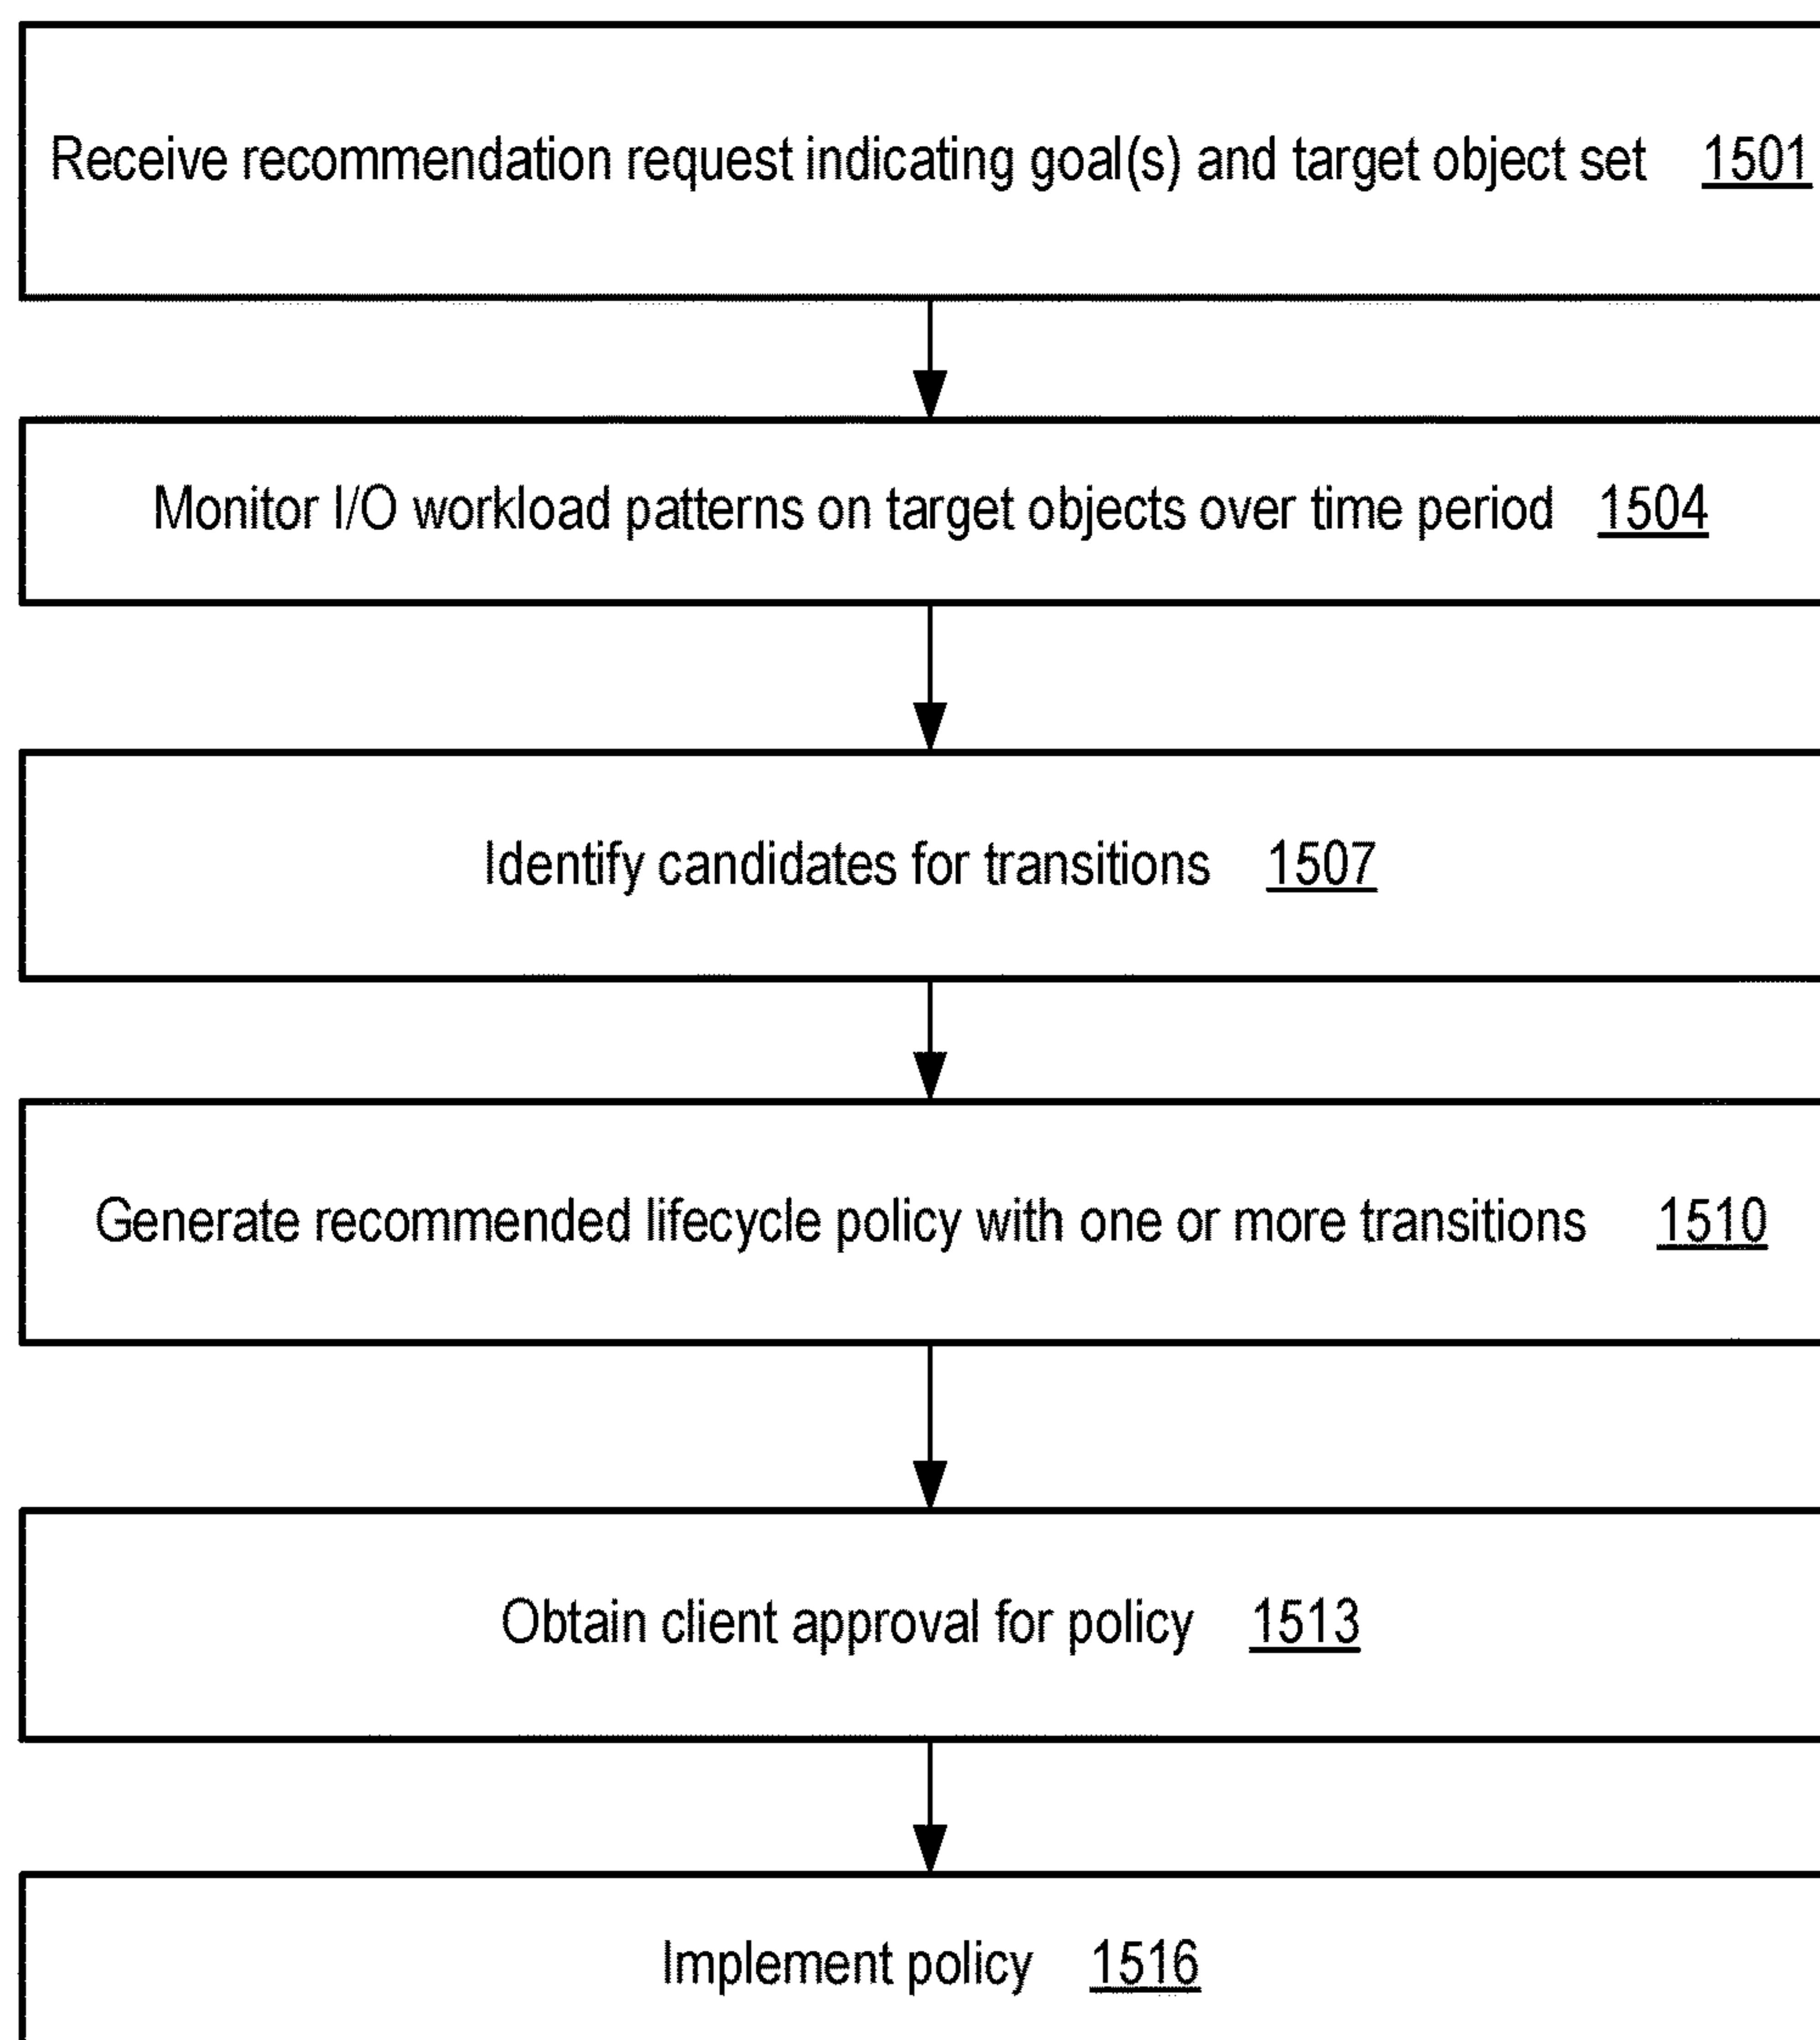 Receive recommendation request indicating goal(s) and target object set 1501
Monitor I/O workload patterns on target objects over time period 1504
Identify candidates for transitions 1507
Generate recommended lifecycle policy with one or more transitions 1510
Obtain client approval for policy 1513
Implement policy 1516